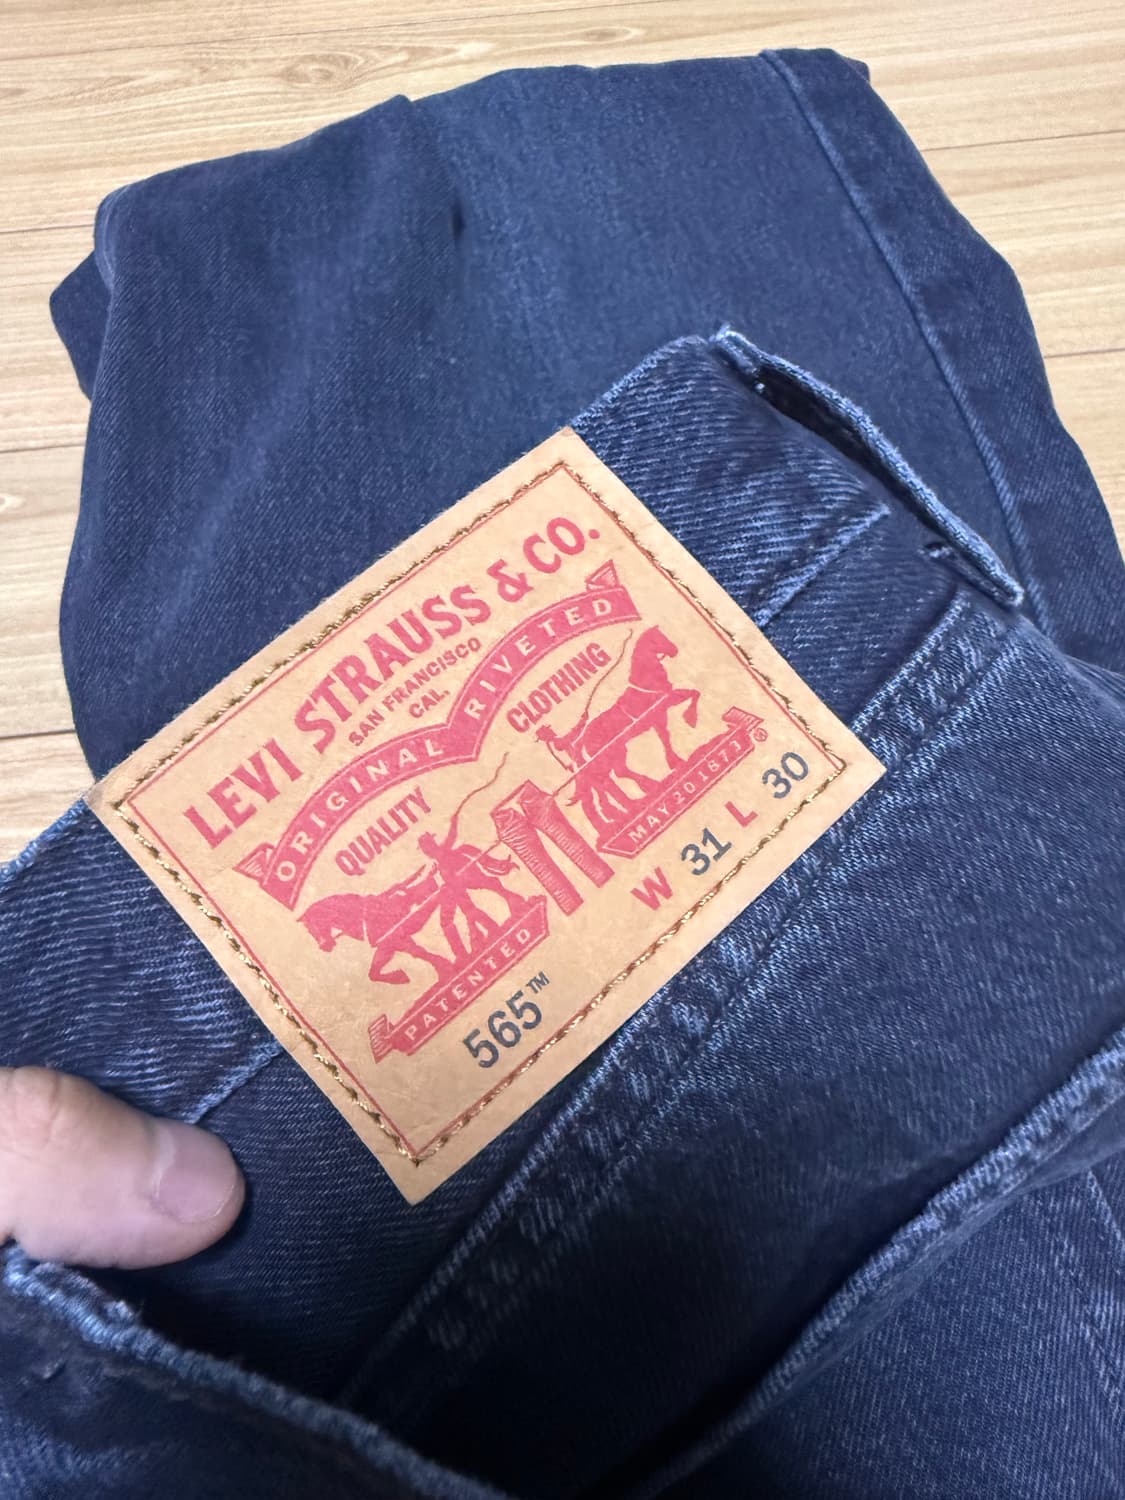 LEVI STRAUSS & CO.
SAN FRANCISCO
CAL.
ORIGINAL RIVETED
QUALITY CLOTHING
PATENTED MAY 20 1873 ®
565™ W 31 L 30